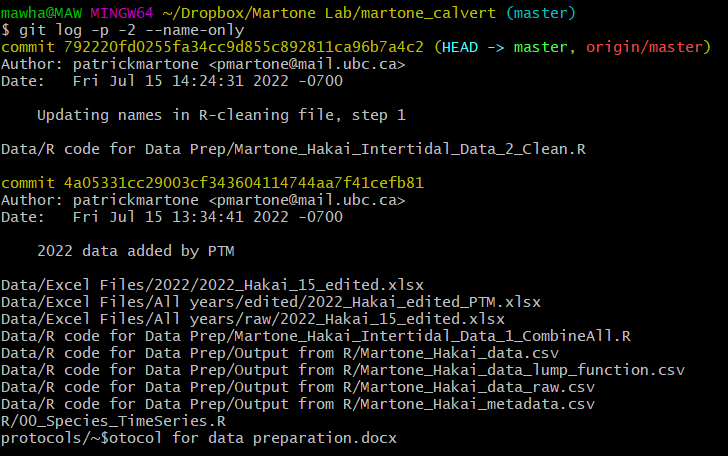 mawha@MAW MINGW64 ~/Dropbox/Martone Lab/martone_calvert (master)
$ git log -p -2 --name-only
commit 792220fd0255fa34cc9d855c892811ca96b7a4c2 (HEAD -> master, origin/master)
Author: patrickmartone <pmartone@mail.ubc.ca>
Date:   Fri Jul 15 14:24:31 2022 -0700

    Updating names in R-cleaning file, step 1

Data/R code for Data Prep/Martone_Hakai_Intertidal_Data_2_Clean.R

commit 4a05331cc29003cf343604114744aa7f41cefb81
Author: patrickmartone <pmartone@mail.ubc.ca>
Date:   Fri Jul 15 13:34:41 2022 -0700

    2022 data added by PTM

Data/Excel Files/2022/2022_Hakai_15_edited.xlsx
Data/Excel Files/All years/edited/2022_Hakai_edited_PTM.xlsx
Data/Excel Files/All years/raw/2022_Hakai_15_edited.xlsx
Data/R code for Data Prep/Martone_Hakai_Intertidal_Data_1_CombineAll.R
Data/R code for Data Prep/Output from R/Martone_Hakai_data.csv
Data/R code for Data Prep/Output from R/Martone_Hakai_data_lump_function.csv
Data/R code for Data Prep/Output from R/Martone_Hakai_data_raw.csv
Data/R code for Data Prep/Output from R/Martone_Hakai_metadata.csv
R/00_Species_TimeSeries.R
protocols/~$otocol for data preparation.docx